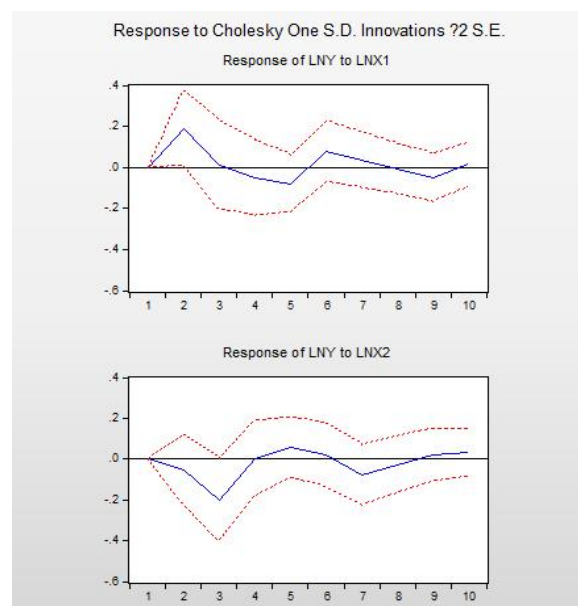 Response to Cholesky One S.D. Innovations ?2 S.E.
Response of LNY to LNX1
.4
.2
.0
-.2
-.4
-.6
1 2 3 4 5 6 7 8 9 10
Response of LNY to LNX2
.4
.2
.0
-.2
-.4
-.6
1 2 3 4 5 6 7 8 9 10